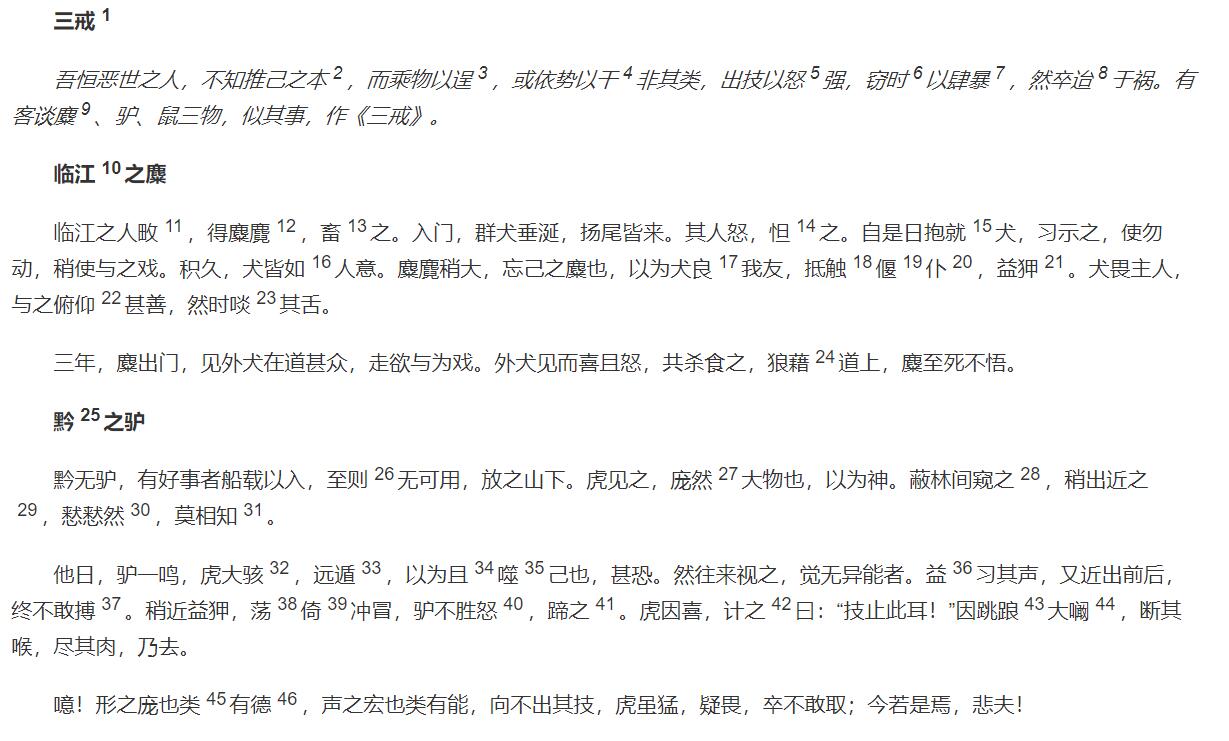 三戒 1
吾恒恶世之人，不知推己之本 2 ，而乘物以逞 3 ，或依势以干 4 非其类，出技以怒 5 强，窃时 6 以肆暴 7 ，然卒迨 8 于祸。有
客谈麋 9 、驴、鼠三物，似其事，作《三戒》。
临江 10 之麋
临江之人畋 11 ，得麋麑 12 ，畜 13 之。入门，群犬垂涎，扬尾皆来。其人怒，怛 14 之。自是日抱就 15 犬，习示之，使勿
动，稍使与之戏。积久，犬皆如 16 人意。麋麑稍大，忘己之麋也，以为犬良 17 我友，抵触 18 偃 19 仆 20 ，益狎 21 。犬畏主人，
与之俯仰 22 甚善，然时啖 23 其舌。
三年，麋出门，见外犬在道甚众，走欲与为戏。外犬见而喜且怒，共杀食之，狼藉 24 道上，麋至死不悟。
黔 25 之驴
黔无驴，有好事者船载以入，至则 26 无可用，放之山下。虎见之，庞然 27 大物也，以为神。蔽林间窥之 28 ，稍出近之
29 ，慭慭然 30 ，莫相知 31 。
他日，驴一鸣，虎大骇 32 ，远遁 33 ，以为且 34 噬 35 己也，甚恐。然往来视之，觉无异能者。益 36 习其声，又近出前后，
终不敢搏 37 。稍近益狎，荡 38 倚 39 冲冒，驴不胜怒 40 ，蹄之 41 。虎因喜，计之 42 曰：“技止此耳！”因跳踉 43 大㘎 44 ，断其
喉，尽其肉，乃去。
噫！形之庞也类 45 有德 46 ，声之宏也类有能，向不出其技，虎虽猛，疑畏，卒不敢取；今若是焉，悲夫！